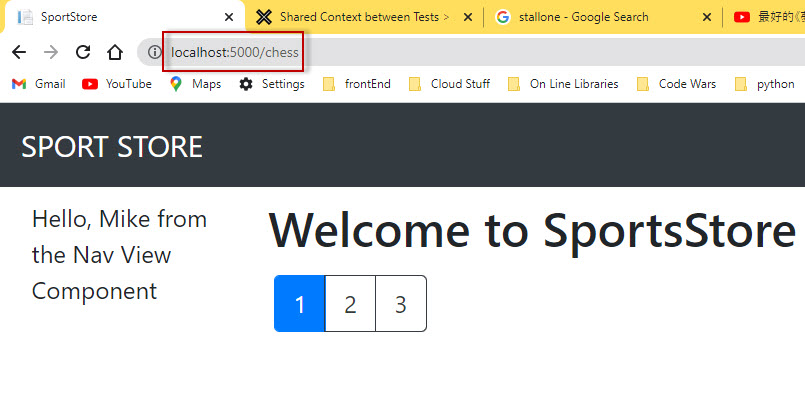 SportStore
Shared Context between Tests >
stallone - Google Search
最好的《
localhost:5000/chess
Gmail
YouTube
Maps
Settings
frontEnd
Cloud Stuff
On Line Libraries
Code Wars
python
SPORT STORE
Hello, Mike from
the Nav View
Component
Welcome to SportsStore
1
2
3